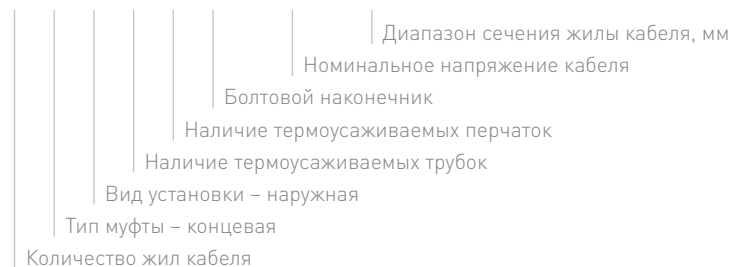 Диапазон сечения жилы кабеля, мм
Номинальное напряжение кабеля
Болтовой наконечник
Наличие термоусаживаемых перчаток
Наличие термоусаживаемых трубок
Вид установки – наружная
Тип муфты – концевая
Количество жил кабеля